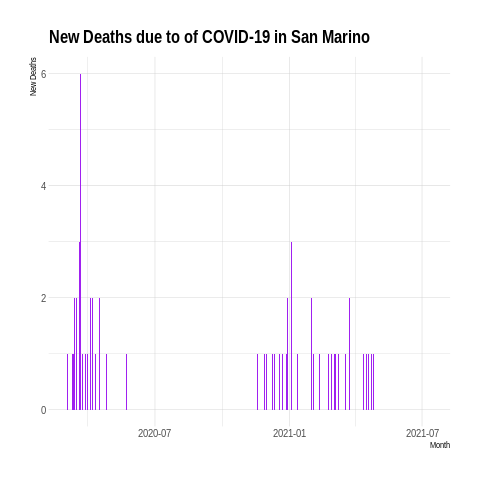 New Deaths due to of COVID-19 in San Marino
New Deaths
6
4
2
0
2020-07
2021-01
2021-07
Month